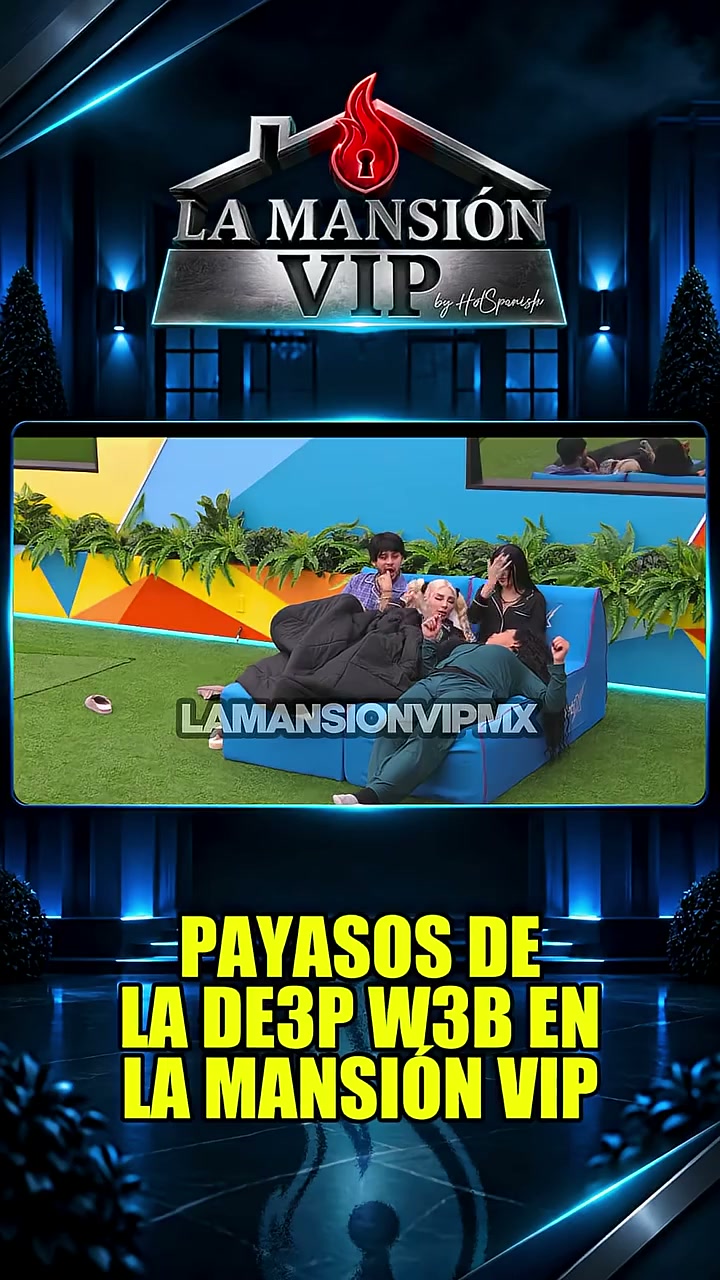 LA MANSIÓN
VIP
by HotSpanish
LAMANSIONVIPMX
PAYASOS DE
LA DE3P W3B EN
LA MANSIÓN VIP